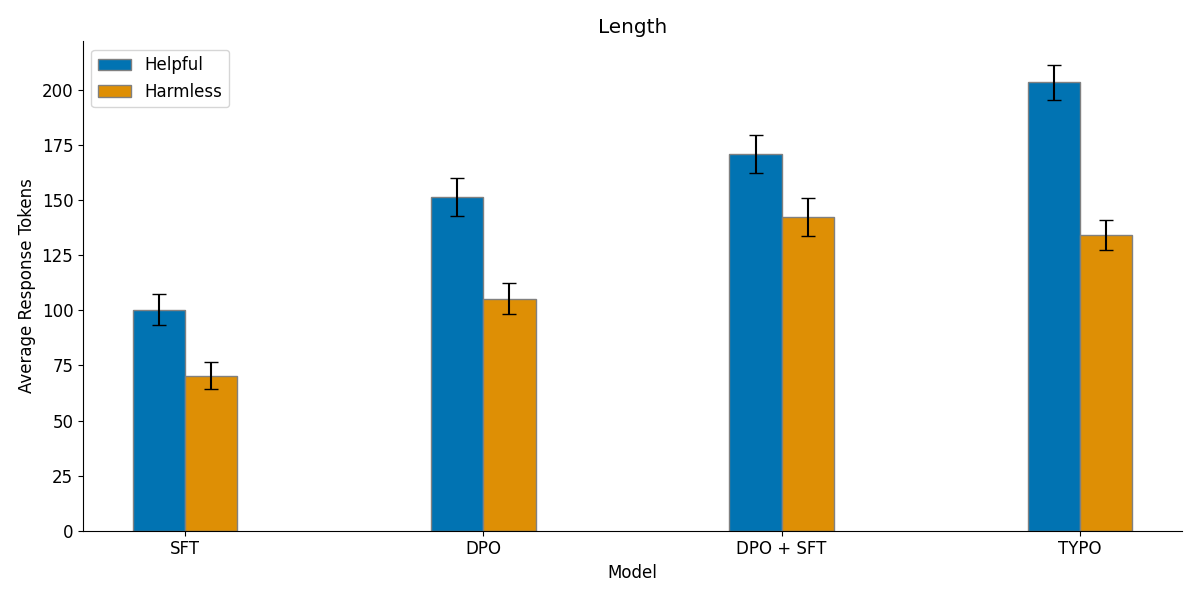 Length
Helpful
Harmless
Average Response Tokens
200
175
150
125
100
75
50
25
0
SFT
DPO
DPO + SFT
TYPO
Model